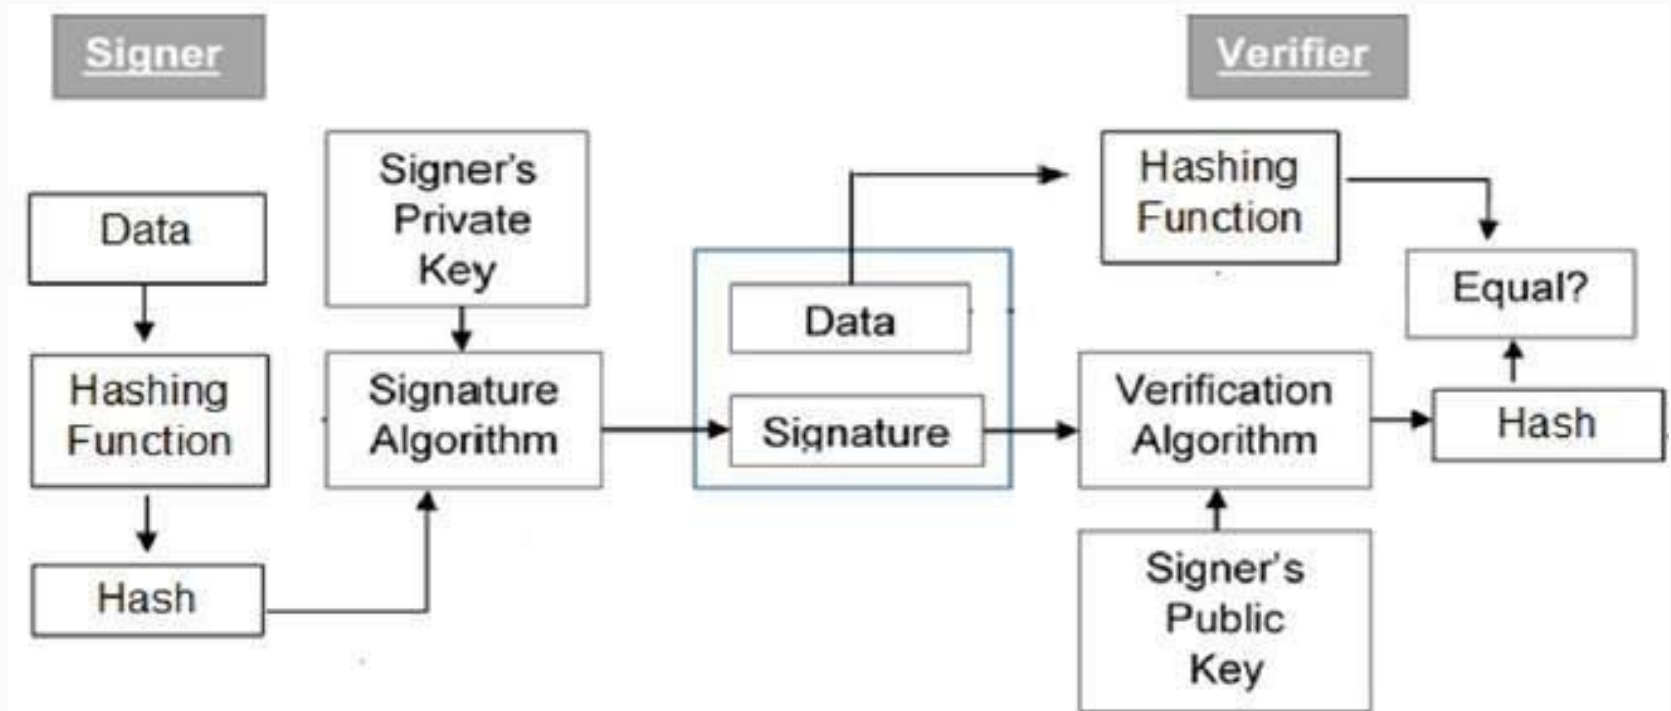 Signer
Verifier
Data
Hashing
Function
Hash
Signer's
Private
Key
Signature
Algorithm
Data
Signature
Hashing
Function
Verification
Algorithm
Signer's
Public
Key
Equal?
Hash